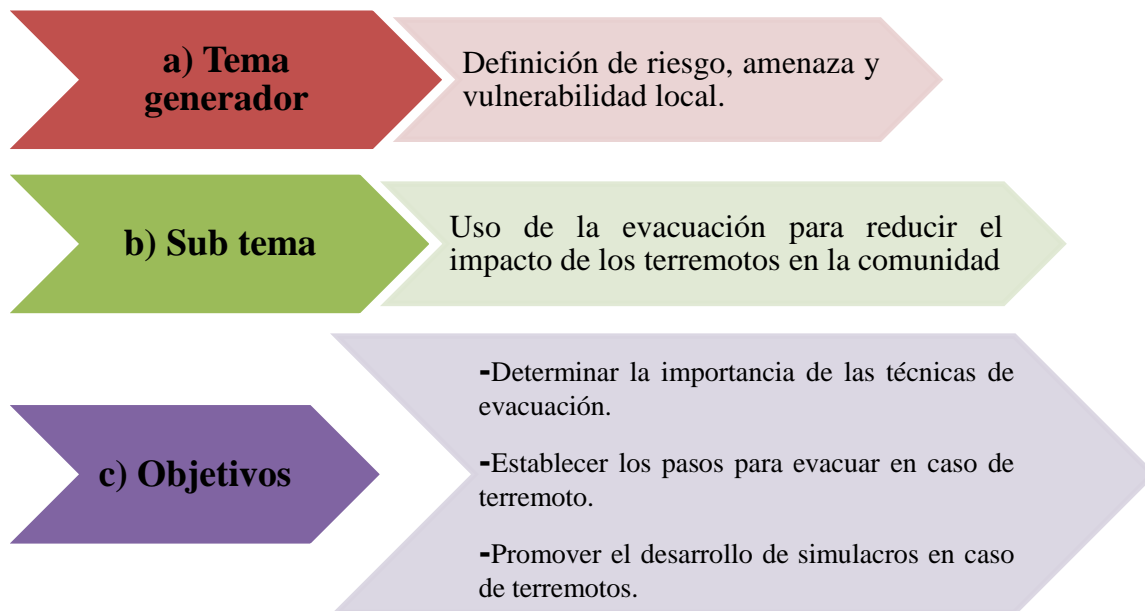 a) Tema
generador
Definición de riesgo, amenaza y
vulnerabilidad local.
b) Sub tema
Uso de la evacuación para reducir el
impacto de los terremotos en la comunidad
c) Objetivos
-Determinar la importancia de las técnicas de
evacuación.
-Establecer los pasos para evacuar en caso de
terremoto.
-Promover el desarrollo de simulacros en caso
de terremotos.